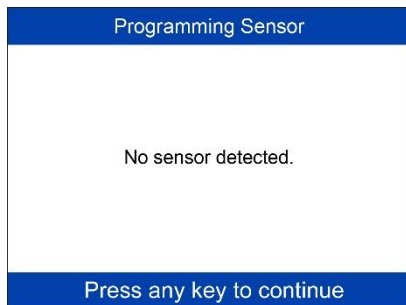 Programming Sensor
No sensor detected.
Press any key to continue